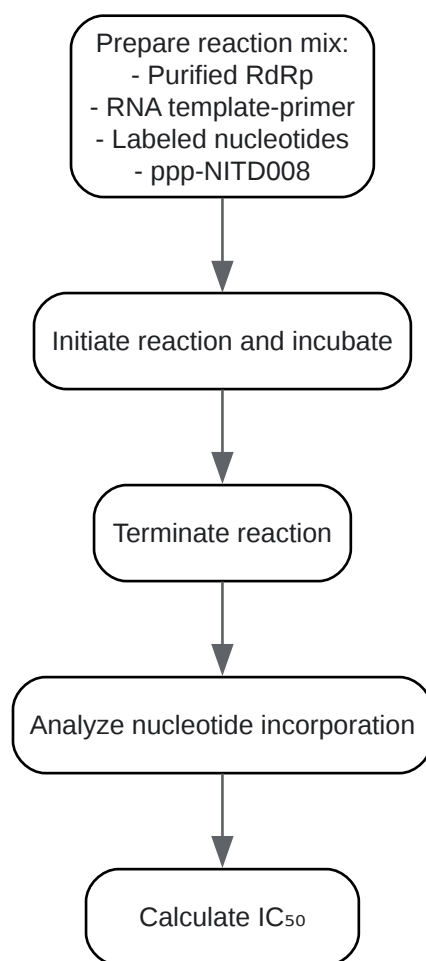 Prepare reaction mix:
- Purified RdRp
- RNA template-primer
- Labeled nucleotides
- ppp-NITD008
Initiate reaction and incubate
Terminate reaction
Analyze nucleotide incorporation
Calculate IC₅₀